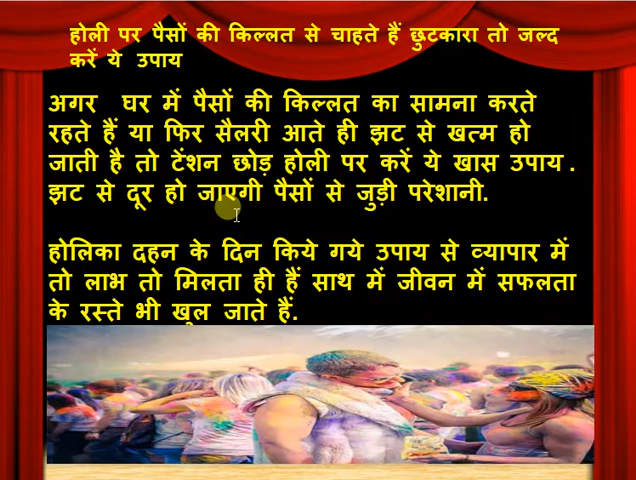 होली पर पैसों की किल्लत से चाहते हैं छुटकारा तो जल्द
करें ये उपाय
अगर घर में पैसों की किल्लत का सामना करते
रहते हैं या फिर सैलरी आते ही झट से खत्म हो
जाती है तो टेंशन छोड़ होली पर करें ये खास उपाय .
झट से दूर हो जाएगी पैसों से जुड़ी परेशानी.
होलिका दहन के दिन किये गये उपाय से व्यापार में
तो लाभ तो मिलता ही हैं साथ में जीवन में सफलता
के रस्ते भी खूल जाते हैं.